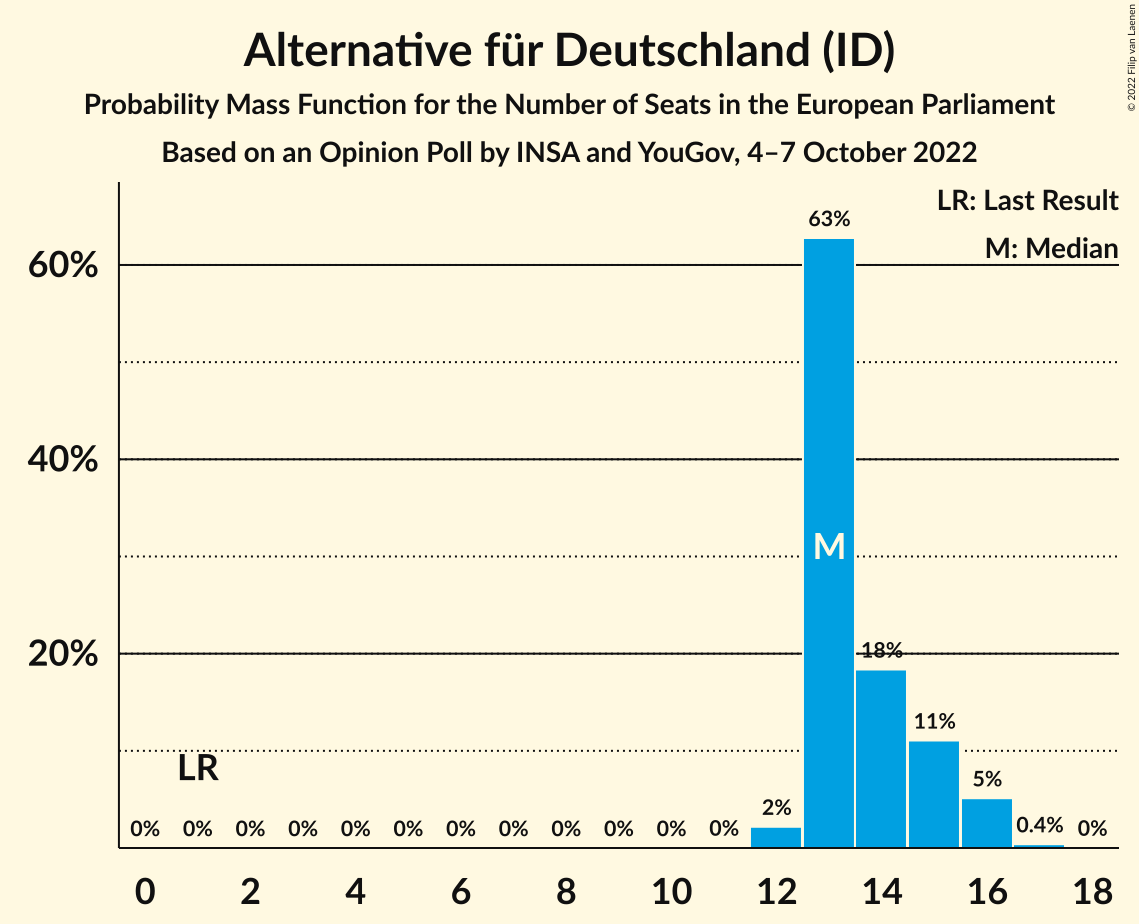 Alternative für Deutschland (ID)
Probability Mass Function for the Number of Seats in the European Parliament
Based on an Opinion Poll by INSA and YouGov, 4–7 October 2022
© 2022 Filip van Laenen
LR: Last Result
M: Median
63%
60%
40%
M
20%
18%
11%
LR
5%
2%
0% 0% 0% 0% 0% 0% 0% 0% 0% 0% 0% 0% 0.4% 0%
0 2 4 6 8 10 12 14 16 18